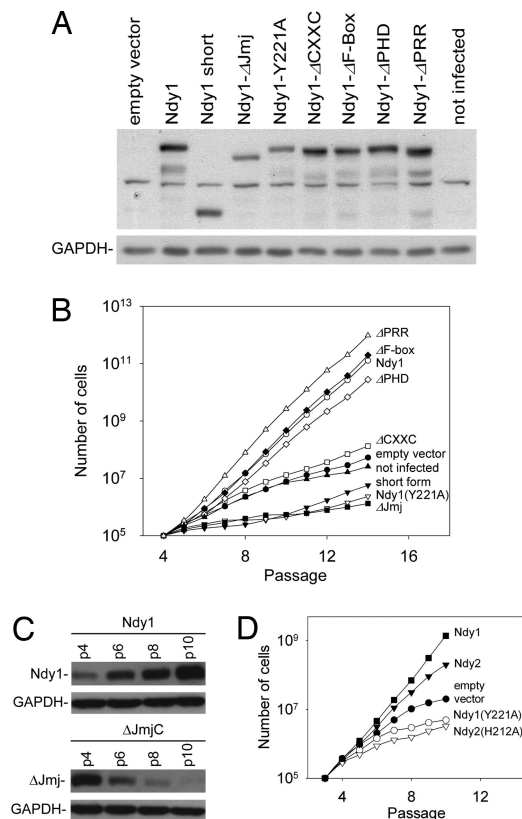 A
empty vector
Ndy1
Ndy1 short
Ndy1-ΔJmj
Ndy1-Y221A
Ndy1-ΔCXXC
Ndy1-ΔF-Box
Ndy1-ΔPHD
Ndy1-ΔPRR
not infected
GAPDH-
B
Number of cells
10^13
10^11
10^9
10^7
10^5
ΔPRR
ΔF-box
Ndy1
ΔPHD
ΔCXXC
empty vector
not infected
short form
Ndy1(Y221A)
ΔJmj
4 8 12 16
Passage
C
Ndy1
p4 p6 p8 p10
Ndy1-
GAPDH-
ΔJmjC
p4 p6 p8 p10
ΔJmj-
GAPDH-
D
Number of cells
10^9
10^7
10^5
Ndy1
Ndy2
empty
vector
Ndy1(Y221A)
Ndy2(H212A)
4 8 12
Passage